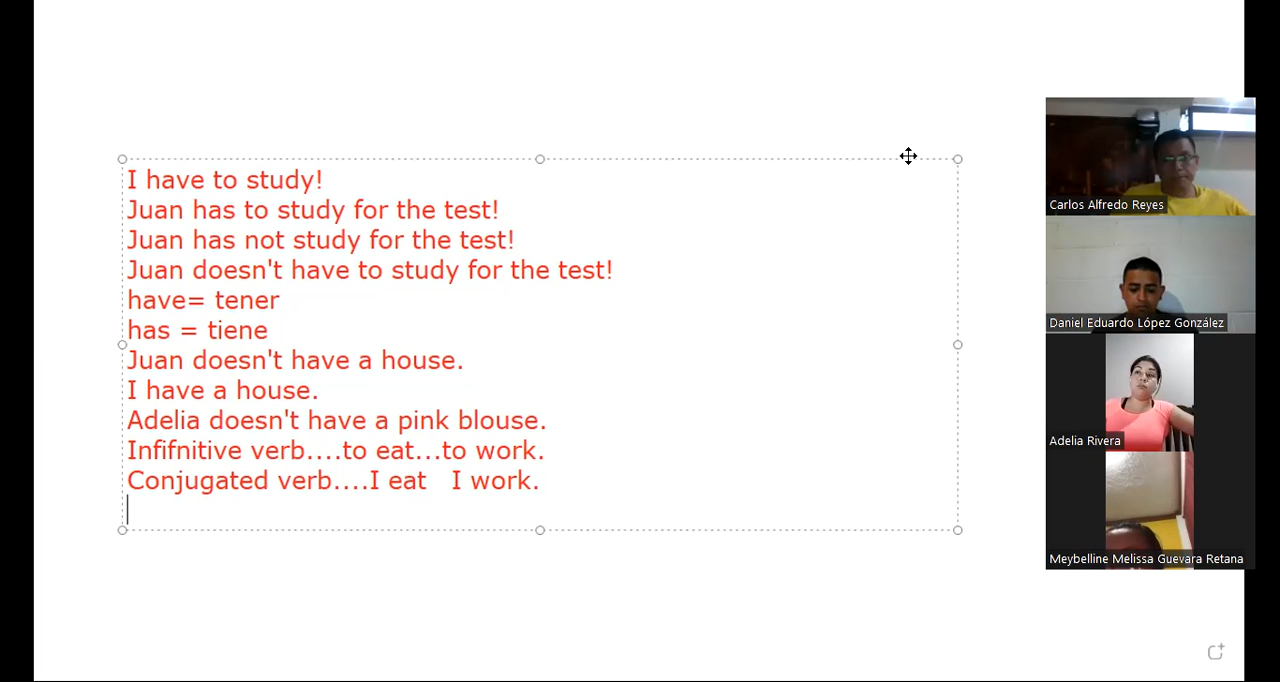 I have to study!
Juan has to study for the test!
Juan has not study for the test!
Juan doesn't have to study for the test!
have= tener
has = tiene
Juan doesn't have a house.
I have a house.
Adelia doesn't have a pink blouse.
Infifnitive verb....to eat...to work.
Conjugated verb....I eat   I work.
Carlos Alfredo Reyes
Daniel Eduardo López González
Adelia Rivera
Meybelline Melissa Guevara Retana